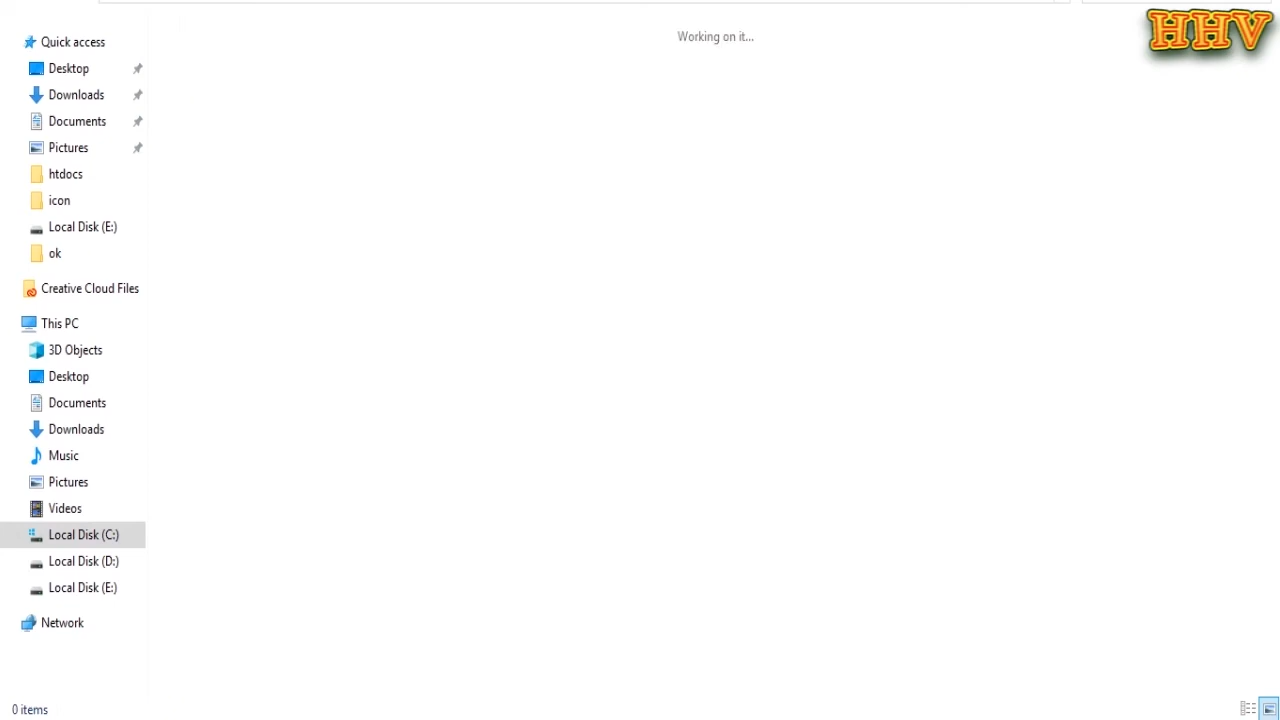 HHV
Working on it...
Quick access
Desktop
Downloads
Documents
Pictures
htdocs
icon
Local Disk (E:)
ok
Creative Cloud Files
This PC
3D Objects
Desktop
Documents
Downloads
Music
Pictures
Videos
Local Disk (C:)
Local Disk (D:)
Local Disk (E:)
Network
0 items